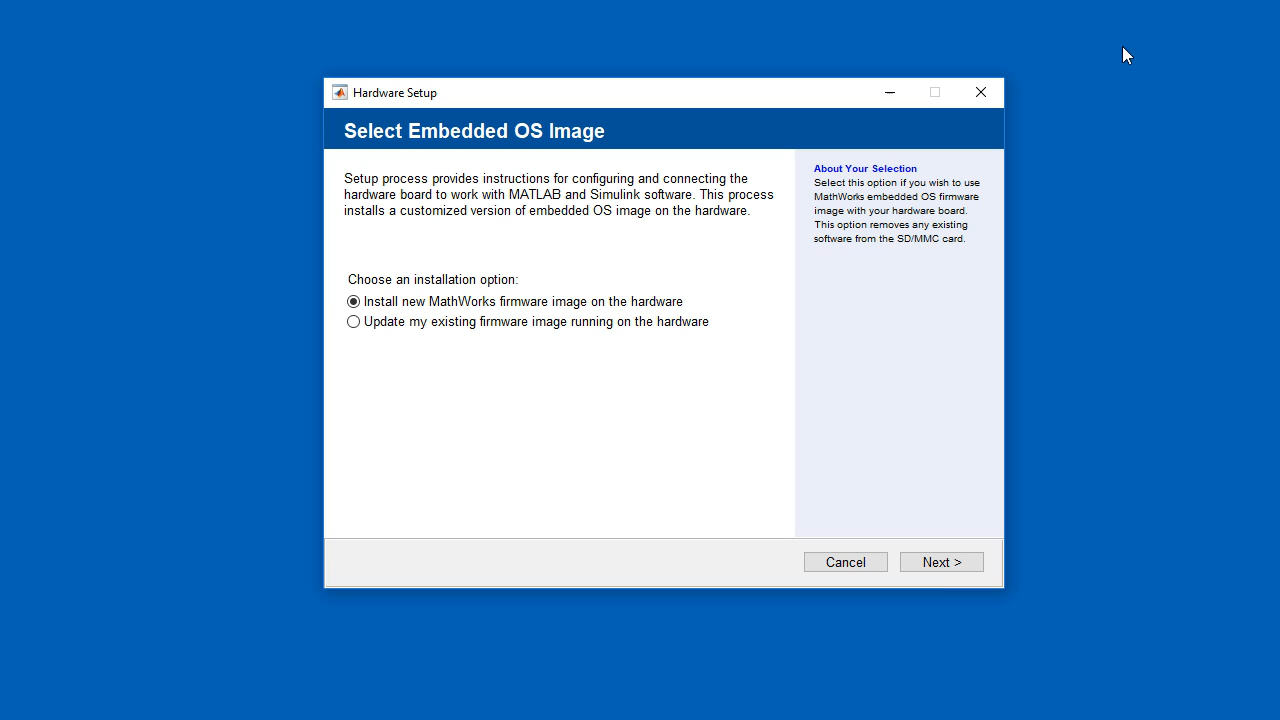 Hardware Setup
Select Embedded OS Image
Setup process provides instructions for configuring and connecting the
hardware board to work with MATLAB and Simulink software. This process
installs a customized version of embedded OS image on the hardware.
Choose an installation option:
Install new MathWorks firmware image on the hardware
Update my existing firmware image running on the hardware
About Your Selection
Select this option if you wish to use
MathWorks embedded OS firmware
image with your hardware board.
This option removes any existing
software from the SD/MMC card.
Cancel
Next >